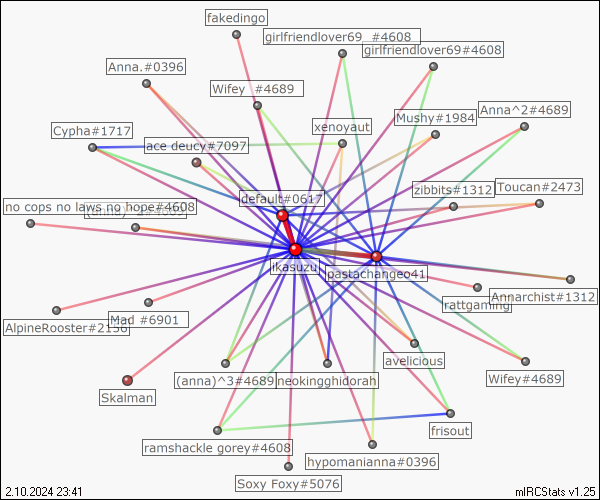 fakedingo
girlfriendlover69_ #4608
girlfriendlover69#4608
Anna.#0396
Wifey_ #4689
Anna^2#4689
Mushy#1984
xenoyaut
Cypha#1717
ace deucy#7097
zibbits#1312
Toucan#2473
default#0617
no cops no laws no hope#4608
ikasuzu
pastachangeo41
rattgaming
Annarchist#1312
AlpineRooster#2150
Mad_#6901
avelicious
(anna)^3#4689
neokingghidorah
Wifey#4689
Skalman
frisout
ramshackle gorey#4608
hypomanianna#0396
Soxy Foxy#5076
2.10.2024 23:41
mIRCStats v1.25